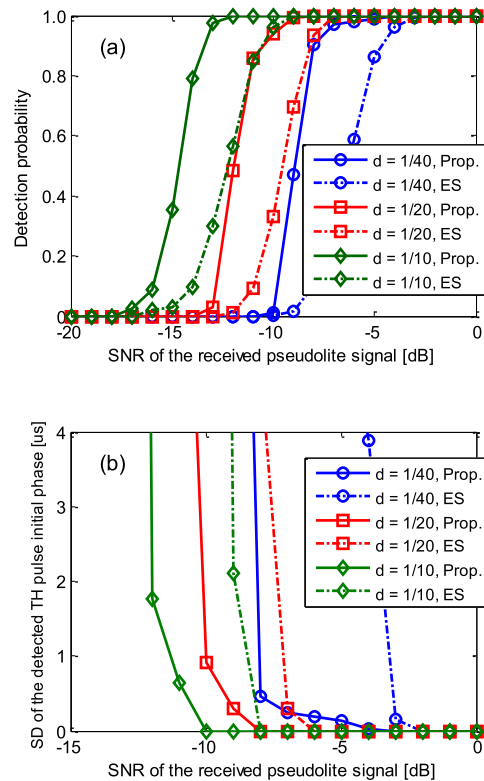 1.0
0.8
0.6
0.4
0.2
0
Detection probability
(a)
d = 1/40, Prop.
d = 1/40, ES
d = 1/20, Prop.
d = 1/20, ES
d = 1/10, Prop.
d = 1/10, ES
-20 -15 -10 -5 0
SNR of the received pseudolite signal [dB]
4
3
2
1
0
SD of the detected TH pulse initial phase [us]
(b)
d = 1/40, Prop.
d = 1/40, ES
d = 1/20, Prop.
d = 1/20, ES
d = 1/10, Prop.
d = 1/10, ES
-15 -10 -5 0
SNR of the received pseudolite signal [dB]